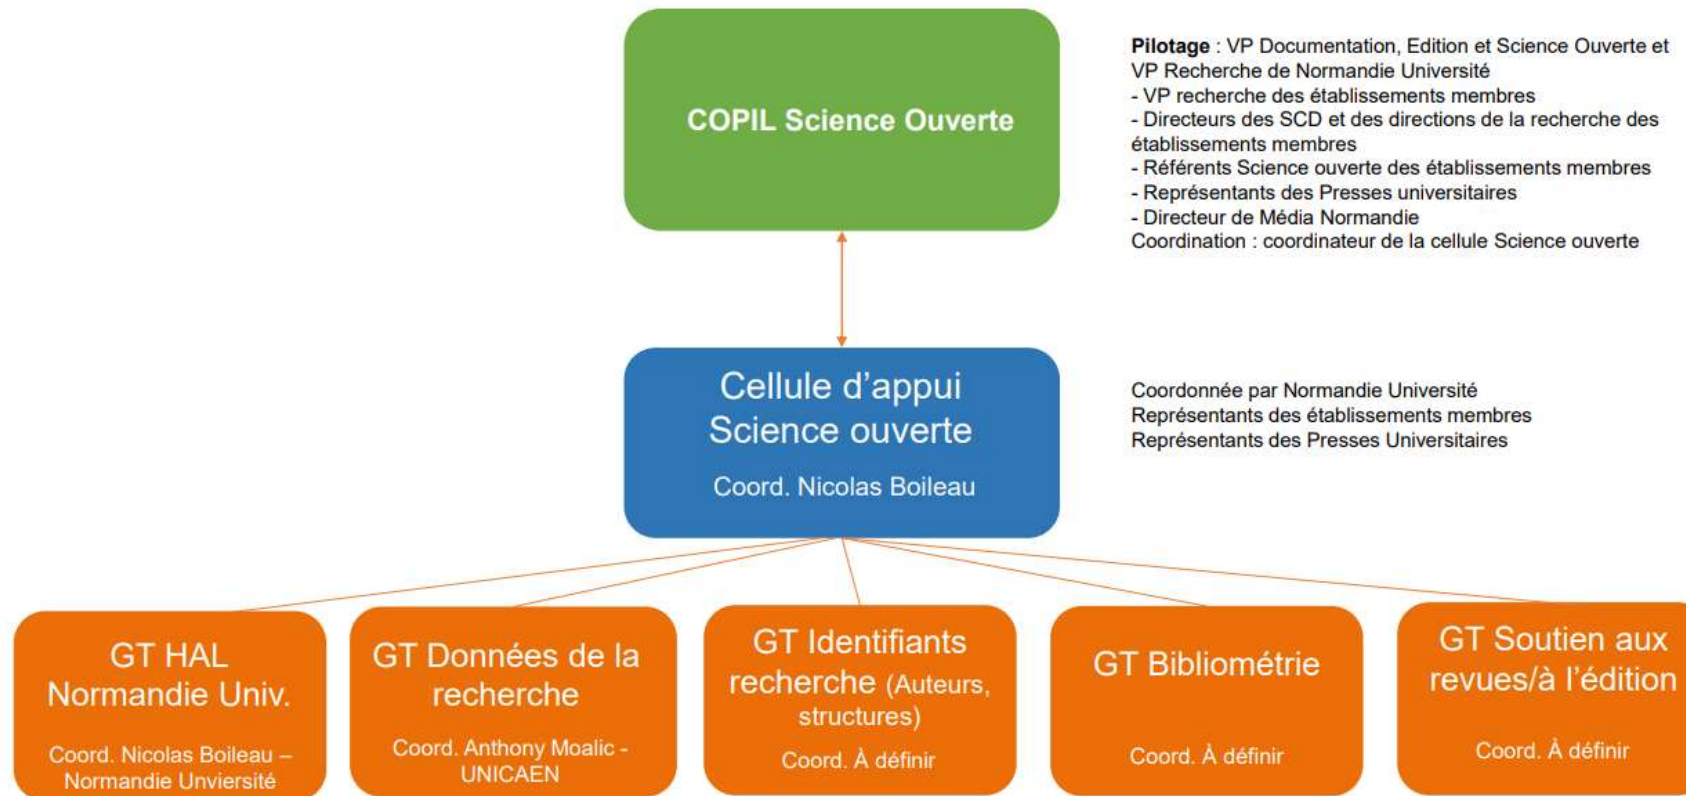 COPIL Science Ouverte
Pilotage : VP Documentation, Edition et Science Ouverte et
VP Recherche de Normandie Université
- VP recherche des établissements membres
- Directeurs des SCD et des directions de la recherche des
établissements membres
- Référents Science ouverte des établissements membres
- Représentants des Presses universitaires
- Directeur de Média Normandie
Coordination : coordinateur de la cellule Science ouverte
Cellule d’appui
Science ouverte
Coord. Nicolas Boileau
Coordonnée par Normandie Université
Représentants des établissements membres
Représentants des Presses Universitaires
GT HAL
Normandie Univ.
Coord. Nicolas Boileau –
Normandie Unviersité
GT Données de la
recherche
Coord. Anthony Moalic -
UNICAEN
GT Identifiants
recherche (Auteurs,
structures)
Coord. À définir
GT Bibliométrie
Coord. À définir
GT Soutien aux
revues/à l’édition
Coord. À définir